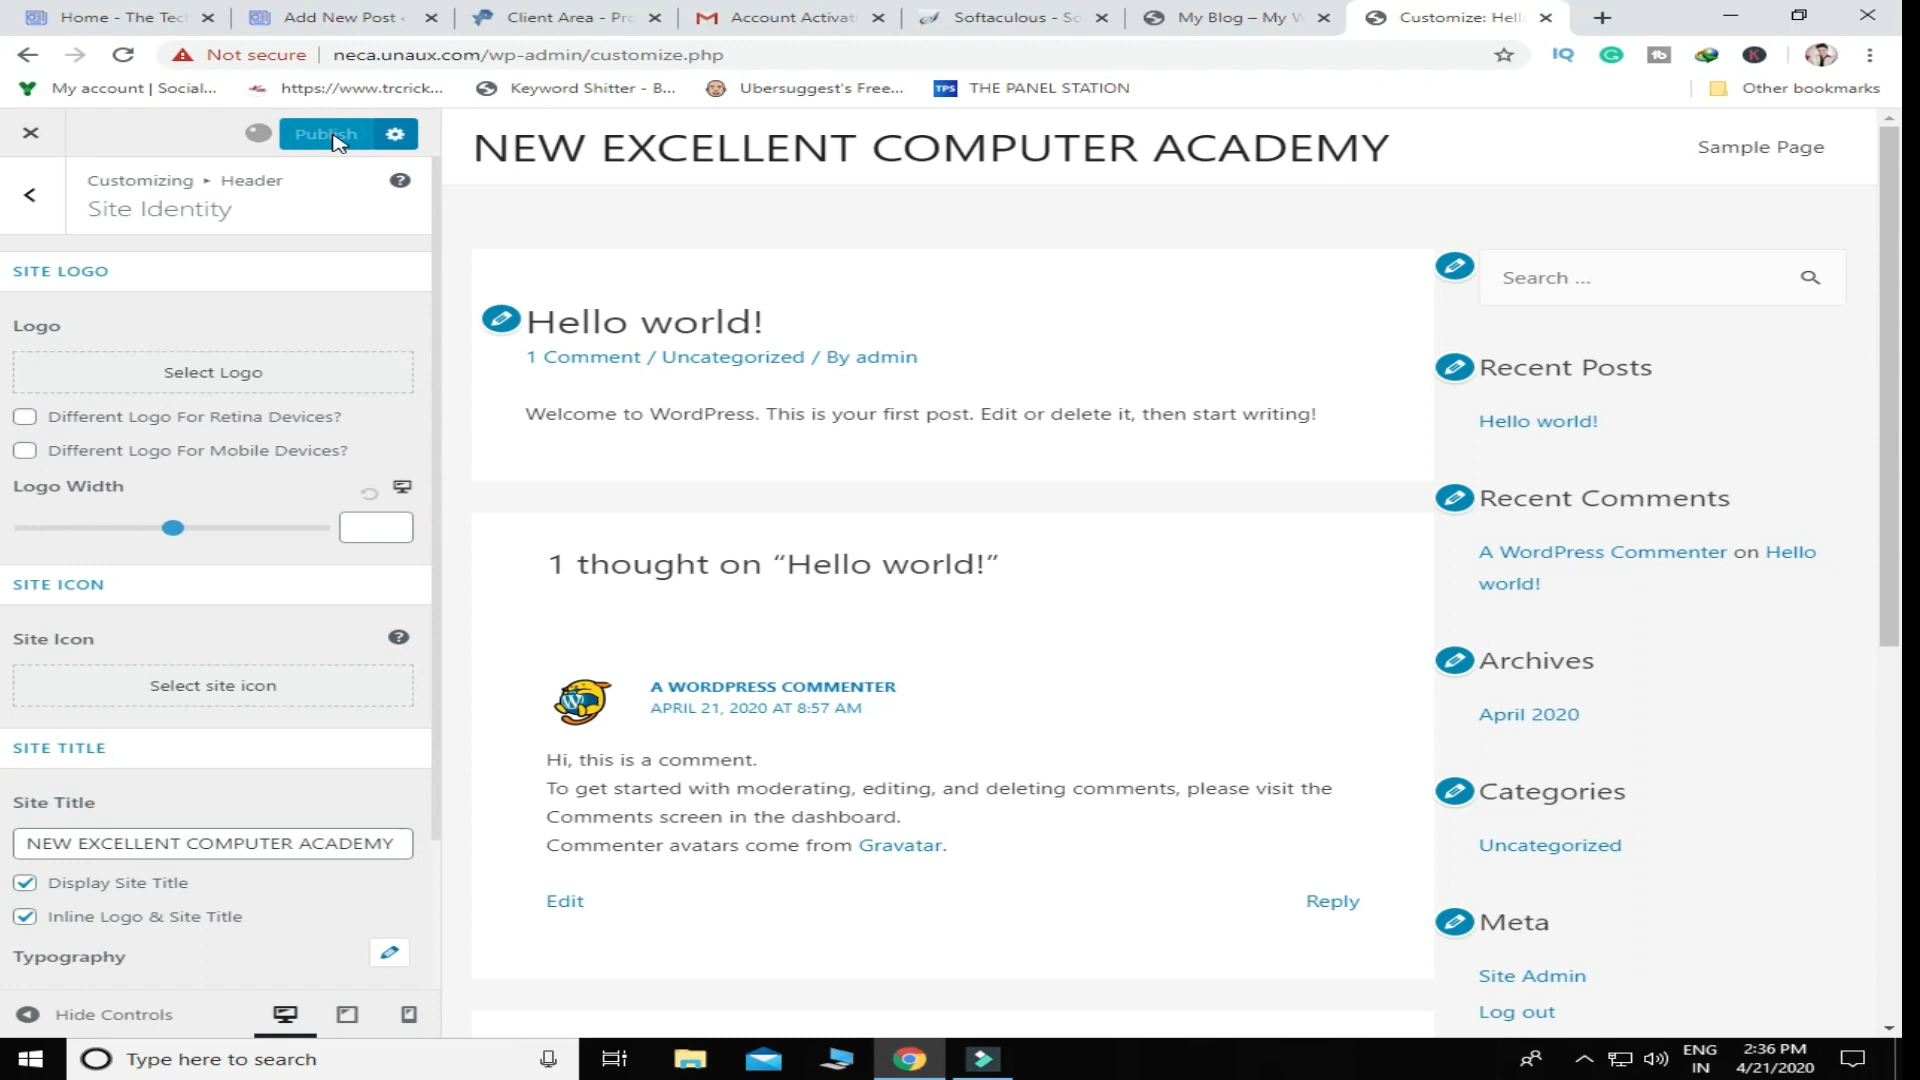 Home - The Tec
Add New Post ‹
Client Area - Pro
Account Activat
Softaculous - So
My Blog – My W
Customize: Hell
Not secure
neca.unaux.com/wp-admin/customize.php
IQ
My account | Social...
https://www.trcrick...
Keyword Shitter - B...
Ubersuggest's Free...
TPS
THE PANEL STATION
Other bookmarks
Publish
Customizing ▸ Header
Site Identity
SITE LOGO
Logo
Select Logo
Different Logo For Retina Devices?
Different Logo For Mobile Devices?
Logo Width
SITE ICON
Site Icon
Select site icon
SITE TITLE
Site Title
NEW EXCELLENT COMPUTER ACADEMY
Display Site Title
Inline Logo & Site Title
Typography
Hide Controls
NEW EXCELLENT COMPUTER ACADEMY
Sample Page
Hello world!
1 Comment / Uncategorized / By admin
Welcome to WordPress. This is your first post. Edit or delete it, then start writing!
1 thought on “Hello world!”
A WORDPRESS COMMENTER
APRIL 21, 2020 AT 8:57 AM
Hi, this is a comment.
To get started with moderating, editing, and deleting comments, please visit the
Comments screen in the dashboard.
Commenter avatars come from Gravatar.
Edit
Reply
Search ...
Recent Posts
Hello world!
Recent Comments
A WordPress Commenter on Hello
world!
Archives
April 2020
Categories
Uncategorized
Meta
Site Admin
Log out
Type here to search
ENG
IN
2:36 PM
4/21/2020